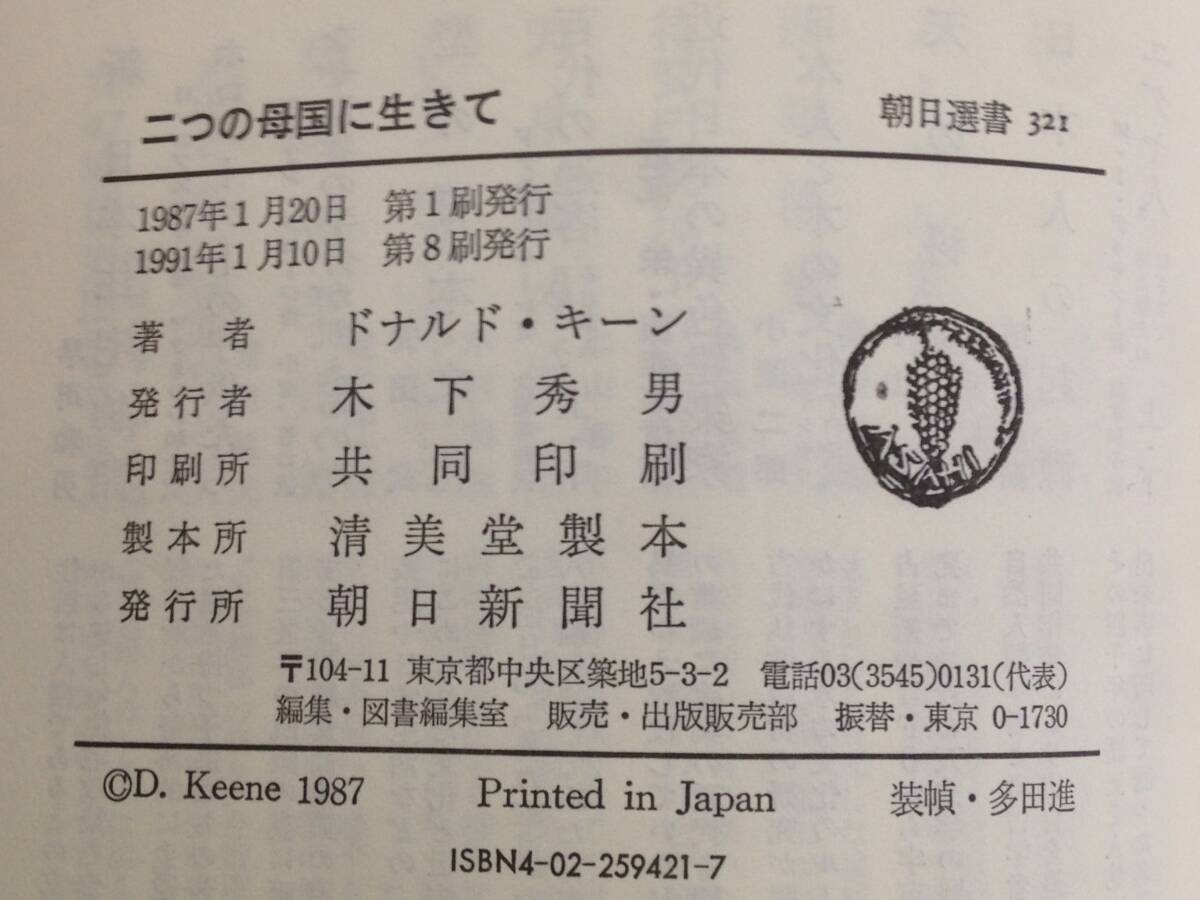 二つの母国に生きて 朝日選書 321
1987年1月20日 第1刷発行
1991年1月10日 第8刷発行
著者 ドナルド・キーン
発行者 木下秀男
印刷所 共同印刷
製本所 清美堂製本
発行所 朝日新聞社
〒104-11 東京都中央区築地5-3-2 電話03(3545)0131(代表)
編集・図書編集室 販売・出版販売部 振替・東京 0-1730
©D. Keene 1987 Printed in Japan 装幀・多田進
ISBN4-02-259421-7
ASAHI